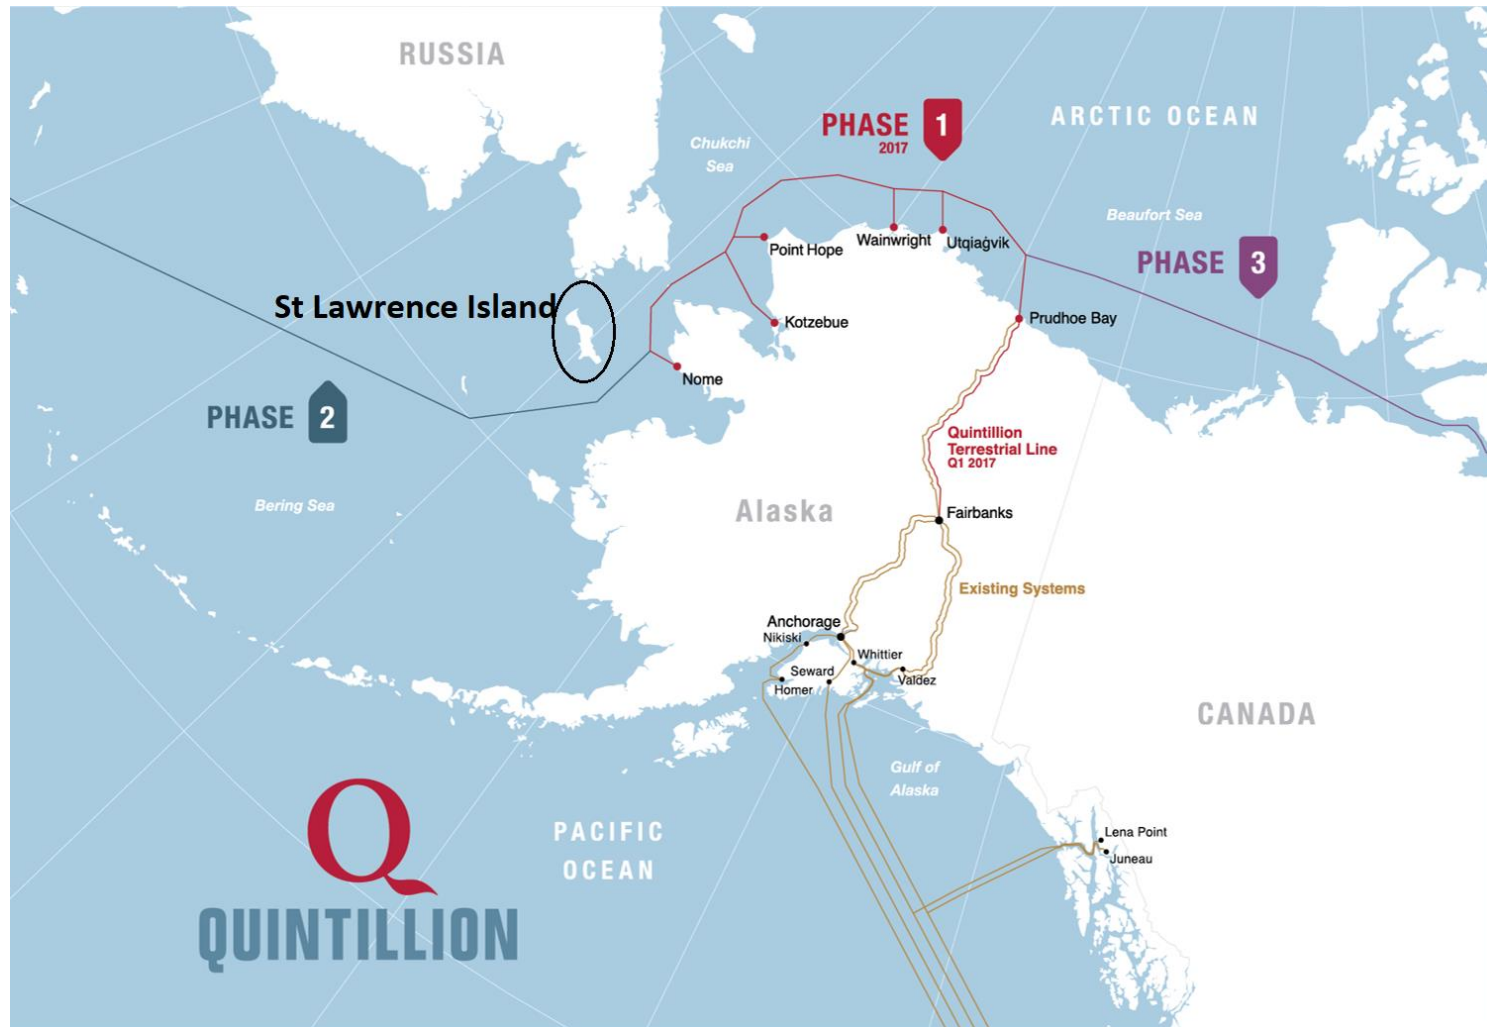 RUSSIA
PHASE 1
2017
ARCTIC OCEAN
Chukchi
Sea
Beaufort Sea
PHASE 3
Point Hope
Wainwright
Utqiaġvik
St Lawrence Island
Kotzebue
Prudhoe Bay
Nome
PHASE 2
Quintillion
Terrestrial Line
Q1 2017
Bering Sea
Alaska
Fairbanks
Existing Systems
Anchorage
Nikiski
Whittier
Seward
Homer
Valdez
CANADA
Gulf of
Alaska
PACIFIC
OCEAN
Lena Point
Juneau
Q
QUINTILLION